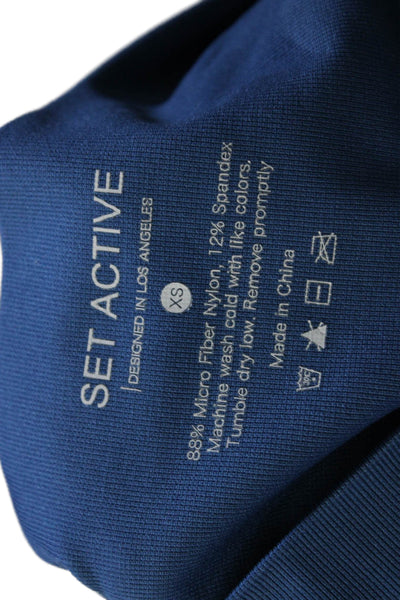 SET ACTIVE
DESIGNED IN LOS ANGELES
XS
88% Micro Fiber Nylon, 12% Spandex
Machine wash cold with like colors.
Tumble dry low. Remove promptly
Made in China